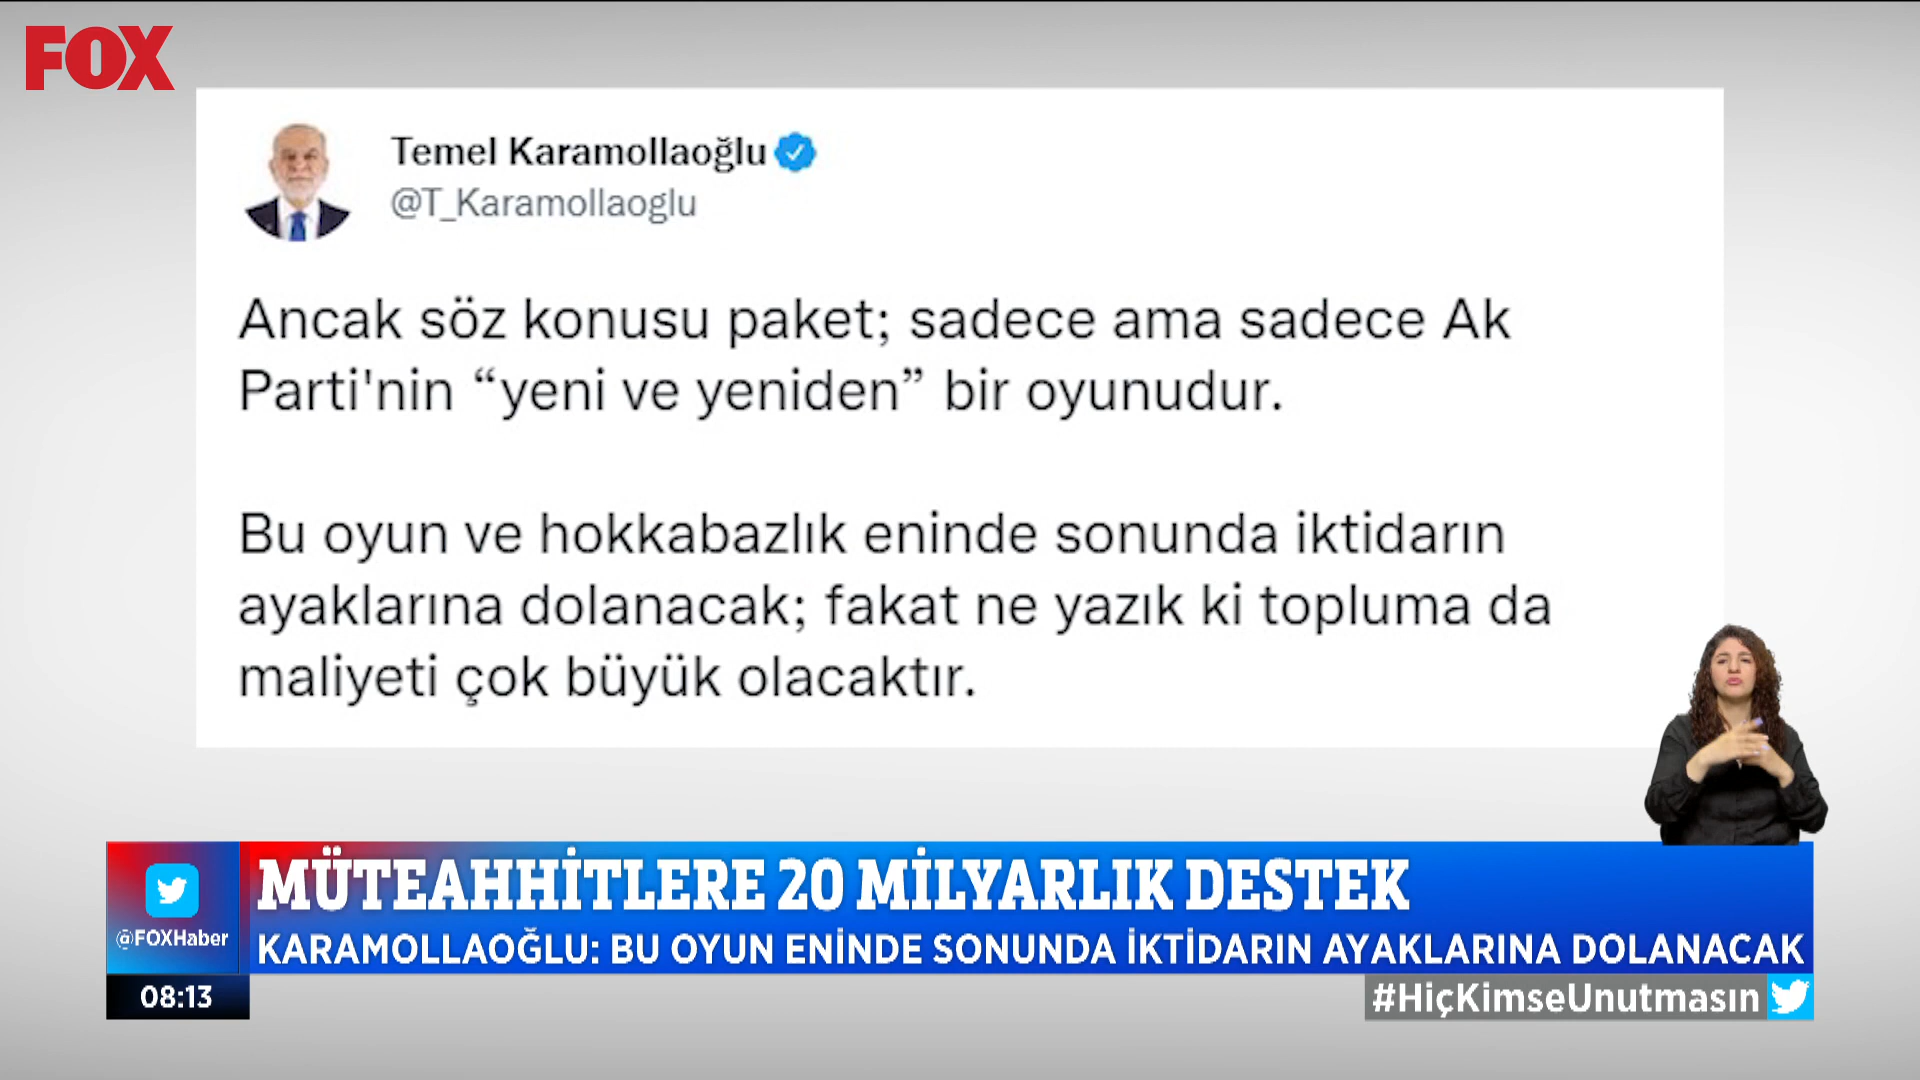 FOX
Temel Karamollaoğlu
@T_Karamollaoglu
Ancak söz konusu paket; sadece ama sadece Ak
Parti'nin “yeni ve yeniden” bir oyunudur.
Bu oyun ve hokkabazlık eninde sonunda iktidarın
ayaklarına dolanacak; fakat ne yazık ki topluma da
maliyeti çok büyük olacaktır.
MÜTEAHHİTLERE 20 MİLYARLIK DESTEK
@FOXHaber
KARAMOLLAOĞLU: BU OYUN ENİNDE SONUNDA İKTİDARIN AYAKLARINA DOLANACAK
08:13
#HiçKimseUnutmasın